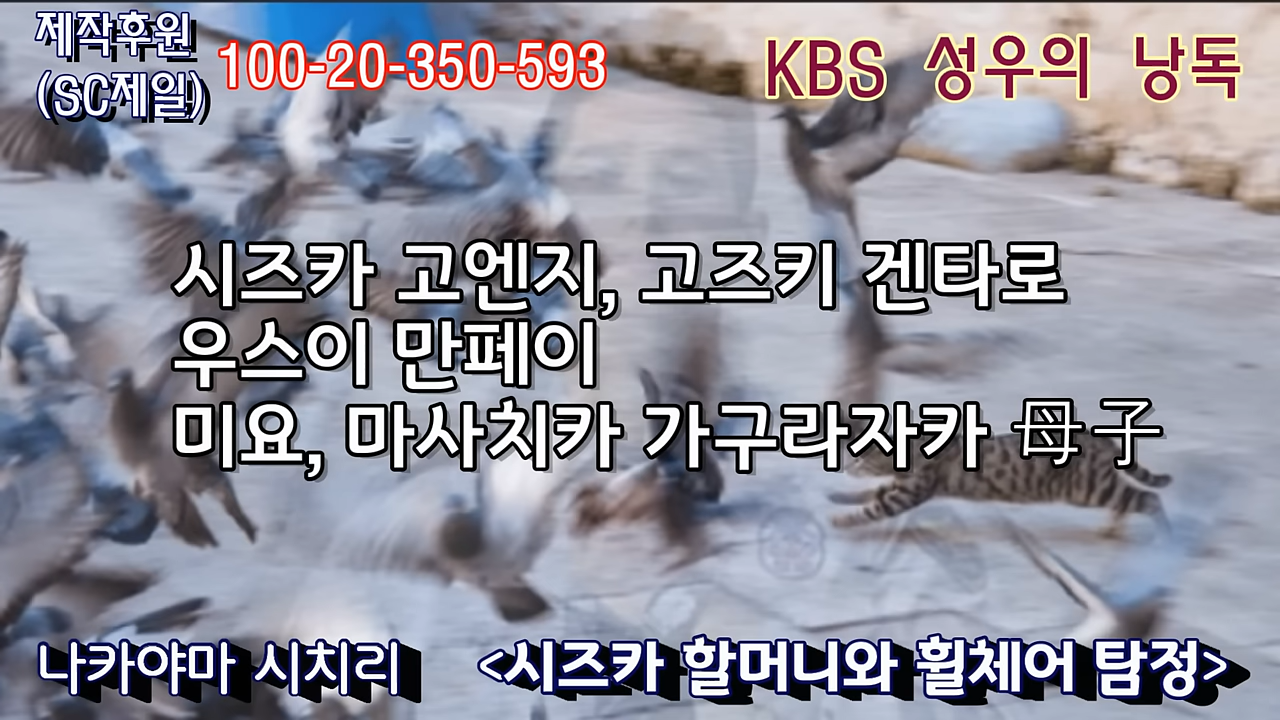 제작후원
(SC제일)
100-20-350-593
KBS 성우의 낭독
시즈카 고엔지, 고즈키 겐타로
우스이 만페이
미요, 마사치카 가구라자카 母子
나카야마 시치리
<시즈카 할머니와 휠체어 탐정>